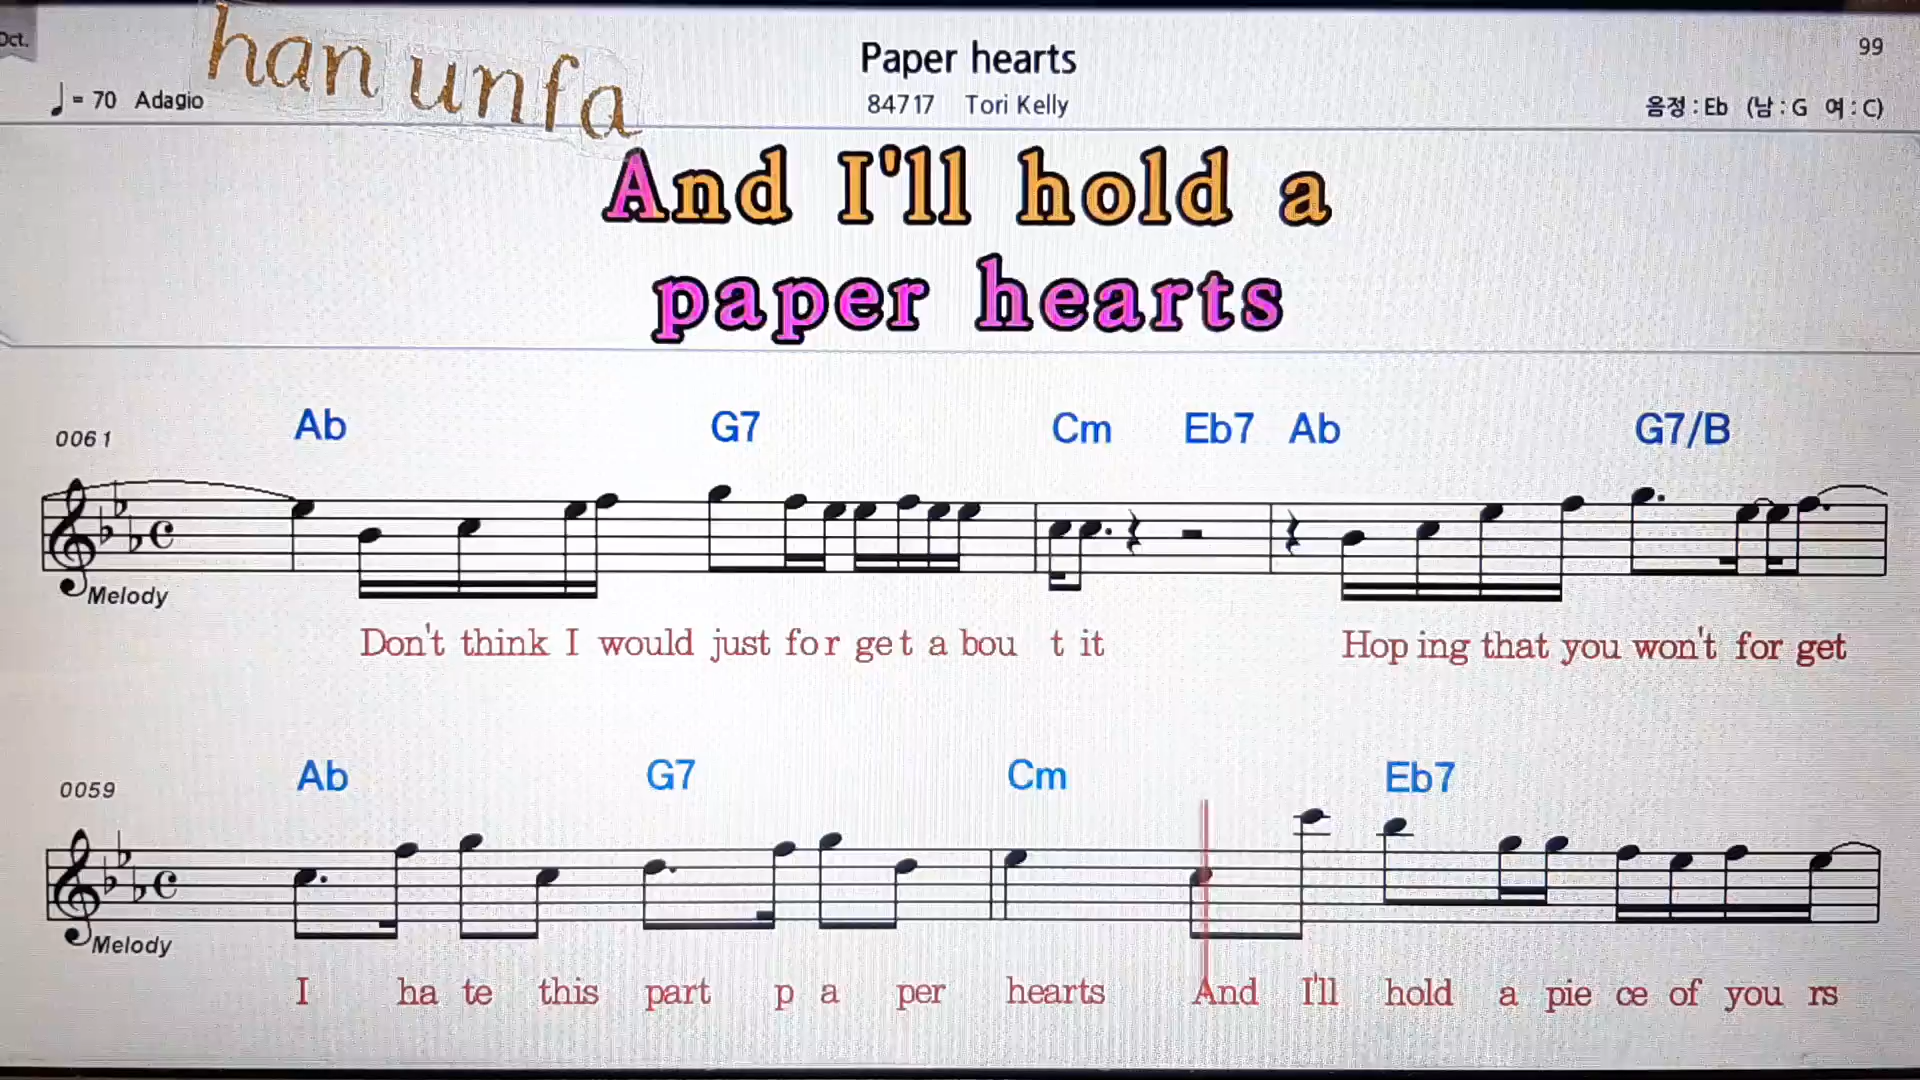 Oct.
han unfa
Paper hearts
99
♩ = 70 Adagio
84717 Tori Kelly
음정 : Eb (남 : G 여 : C)
And I'll hold a
paper hearts
0061
Ab G7 Cm Eb7 Ab G7/B
Melody
Don't think I would just for get a bou t it Hop ing that you won't for get
0059
Ab G7 Cm Eb7
Melody
I ha te this part p a per hearts And I'll hold a pie ce of you rs